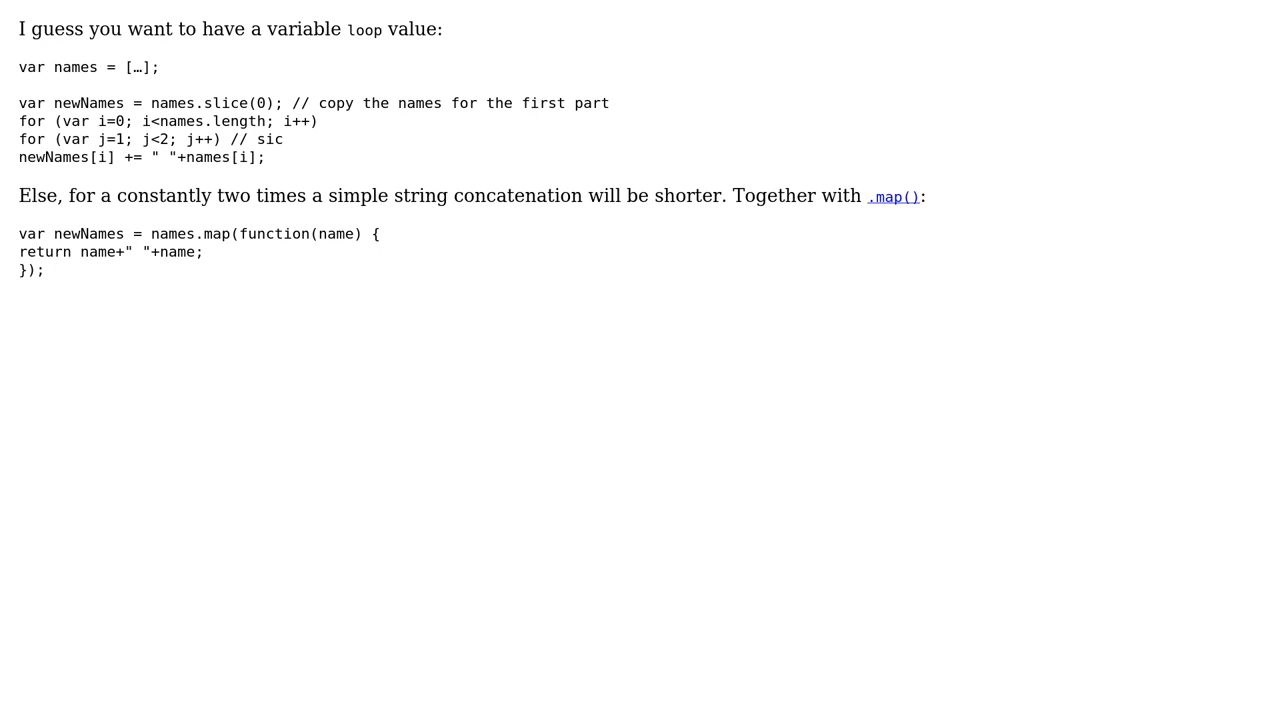 I guess you want to have a variable loop value:
var names = […];
var newNames = names.slice(0); // copy the names for the first part
for (var i=0; i<names.length; i++)
for (var j=1; j<2; j++) // sic
newNames[i] += " "+names[i];
Else, for a constantly two times a simple string concatenation will be shorter. Together with .map():
var newNames = names.map(function(name) {
return name+" "+name;
});